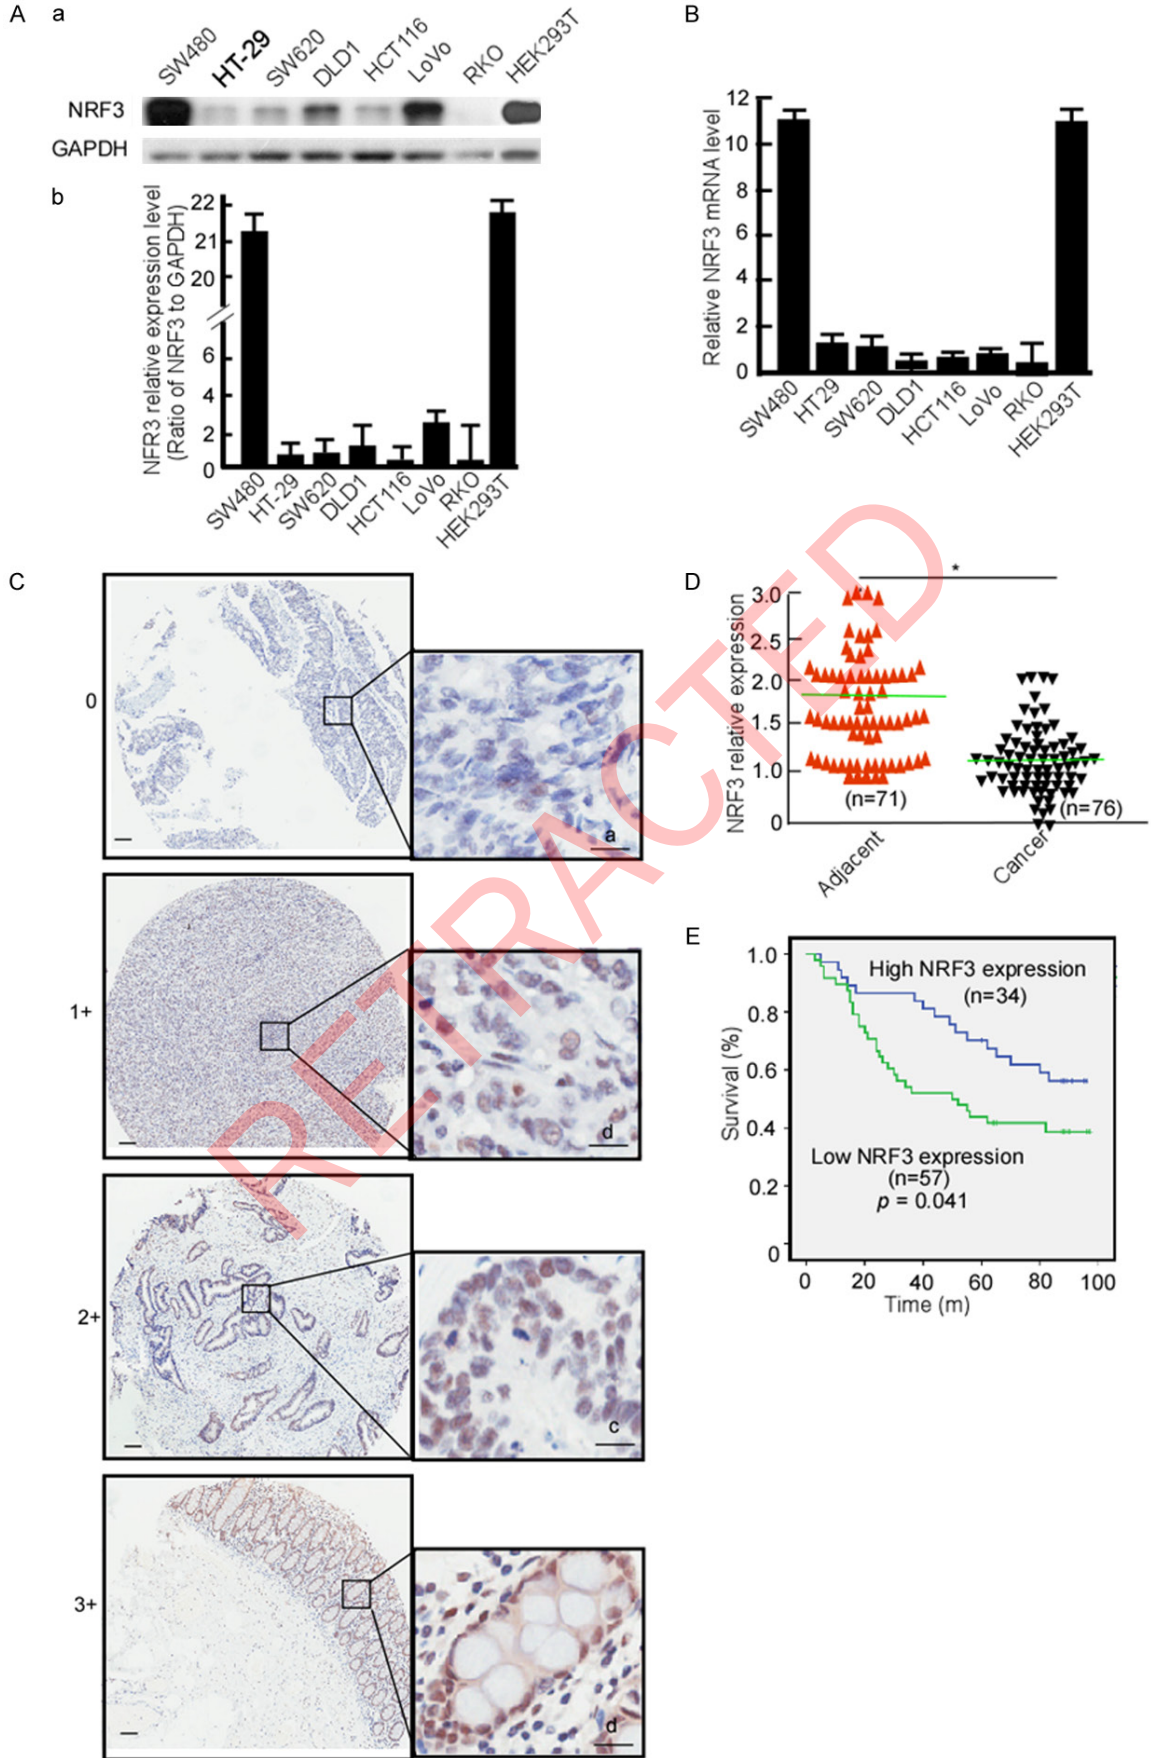 A
a
SW480
HT-29
SW620
DLD1
HCT116
LoVo
RKO
HEK293T
NRF3
GAPDH
b
NFR3 relative expression level
(Ratio of NRF3 to GAPDH)
22
21
20
6
4
2
0
SW480
HT-29
SW620
DLD1
HCT116
LoVo
RKO
HEK293T
B
Relative NRF3 mRNA level
12
10
8
6
4
2
0
SW480
HT29
SW620
DLD1
HCT116
LoVo
RKO
HEK293T
C
0
a
1+
d
2+
c
3+
d
D
NRF3 relative expression
*
3.0
2.5
2.0
1.5
1.0
0
(n=71)
(n=76)
Adjacent
Cancer
E
Survival (%)
1.0
0.8
0.6
0.4
0.2
0
High NRF3 expression
(n=34)
Low NRF3 expression
(n=57)
p = 0.041
0 20 40 60 80 100
Time (m)
RETRACTED